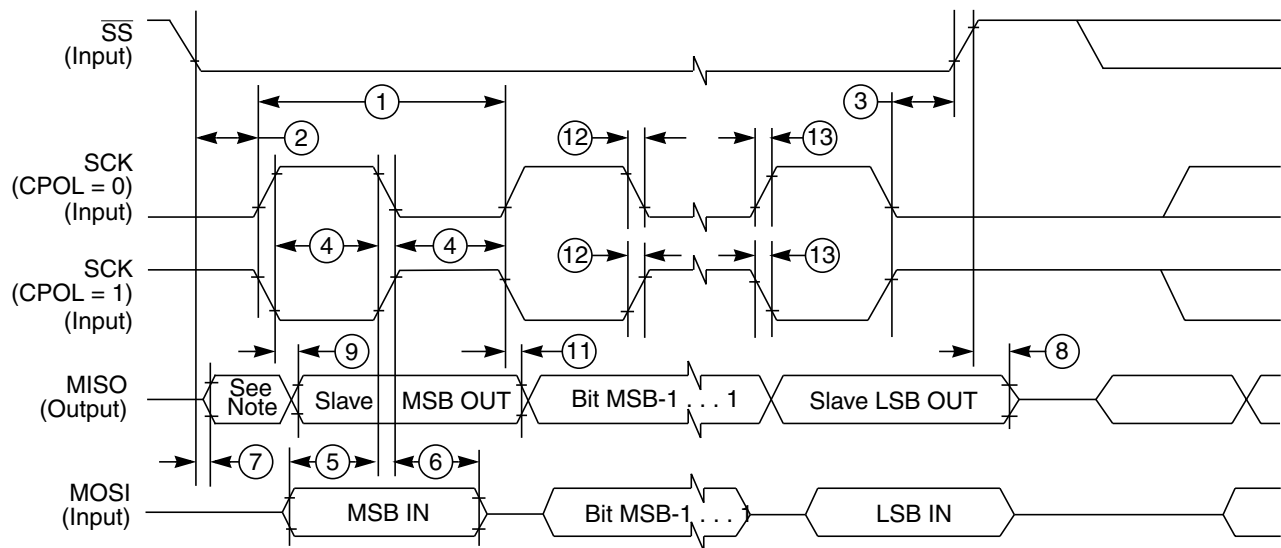 SS
(Input)
1
3
2
12
13
SCK
(CPOL = 0)
(Input)
4
4
SCK
(CPOL = 1)
(Input)
12
13
9
11
8
MISO
(Output)
See
Note
Slave
MSB OUT
Bit MSB-1 . . . 1
Slave LSB OUT
7
5
6
MOSI
(Input)
MSB IN
Bit MSB-1 . . . 1
LSB IN